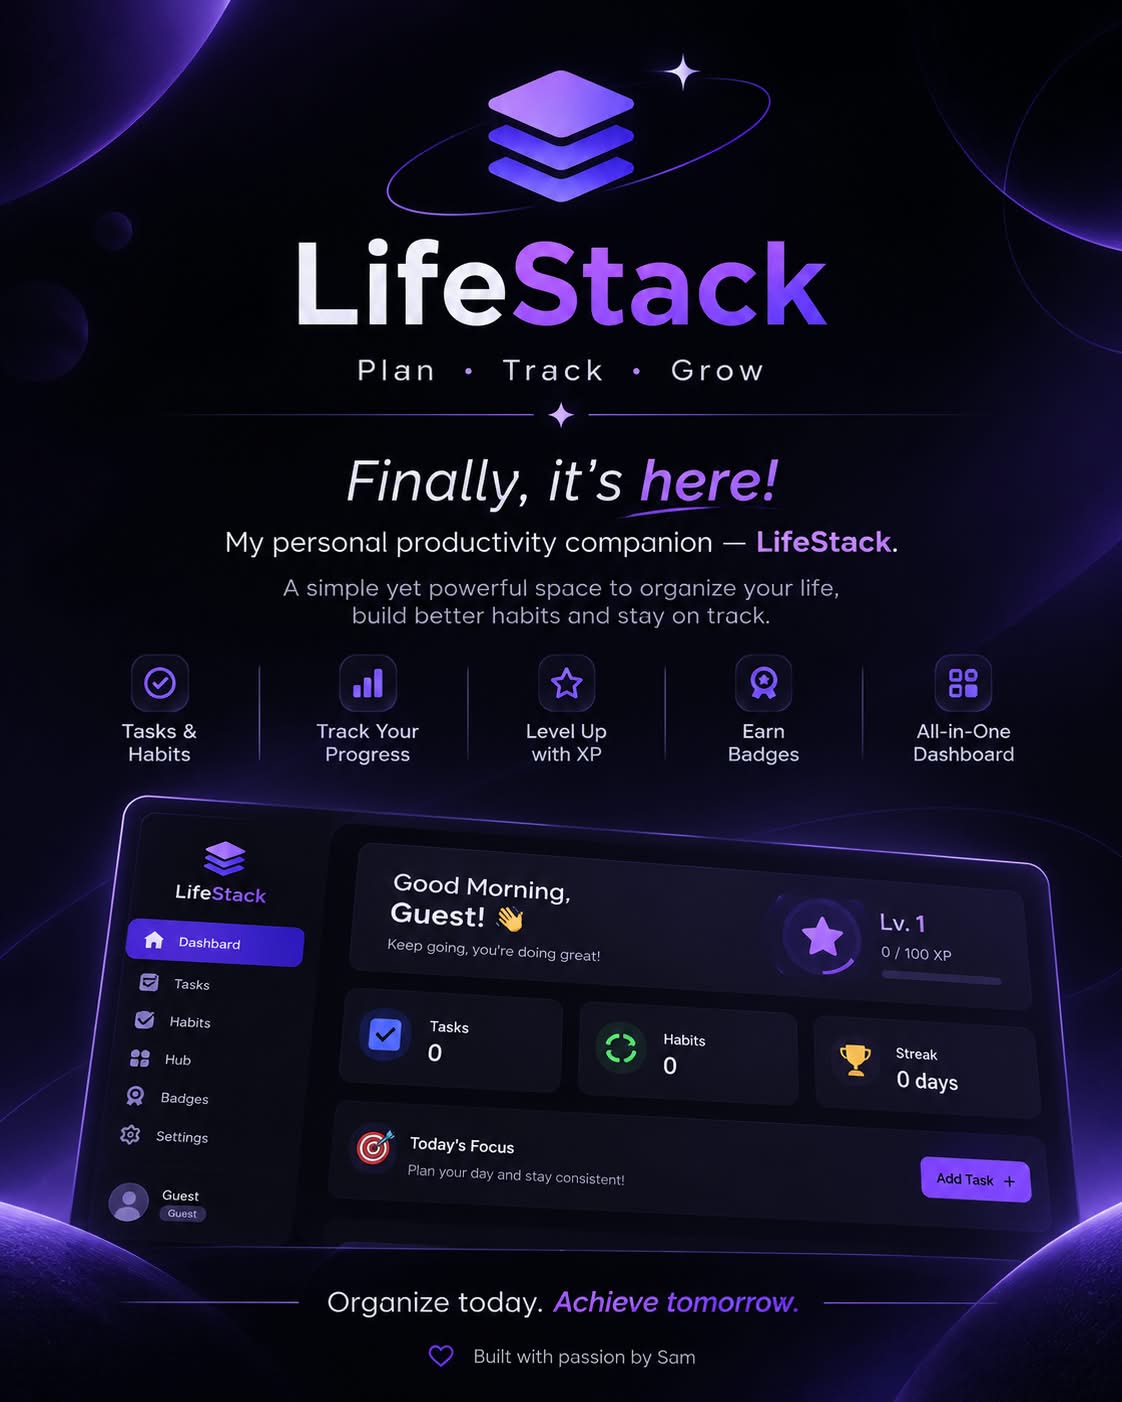 LifeStack
Plan • Track • Grow
Finally, it's here!
My personal productivity companion — LifeStack.
A simple yet powerful space to organize your life,
build better habits and stay on track.
Tasks &
Habits
Track Your
Progress
Level Up
with XP
Earn
Badges
All-in-One
Dashboard
LifeStack
Dashbard
Tasks
Habits
Hub
Badges
Settings
Guest
Guest
Good Morning,
Guest! 👋
Keep going, you're doing great!
Lv. 1
0 / 100 XP
Tasks
0
Habits
0
Streak
0 days
Today's Focus
Plan your day and stay consistent!
Add Task +
Organize today. Achieve tomorrow.
Built with passion by Sam